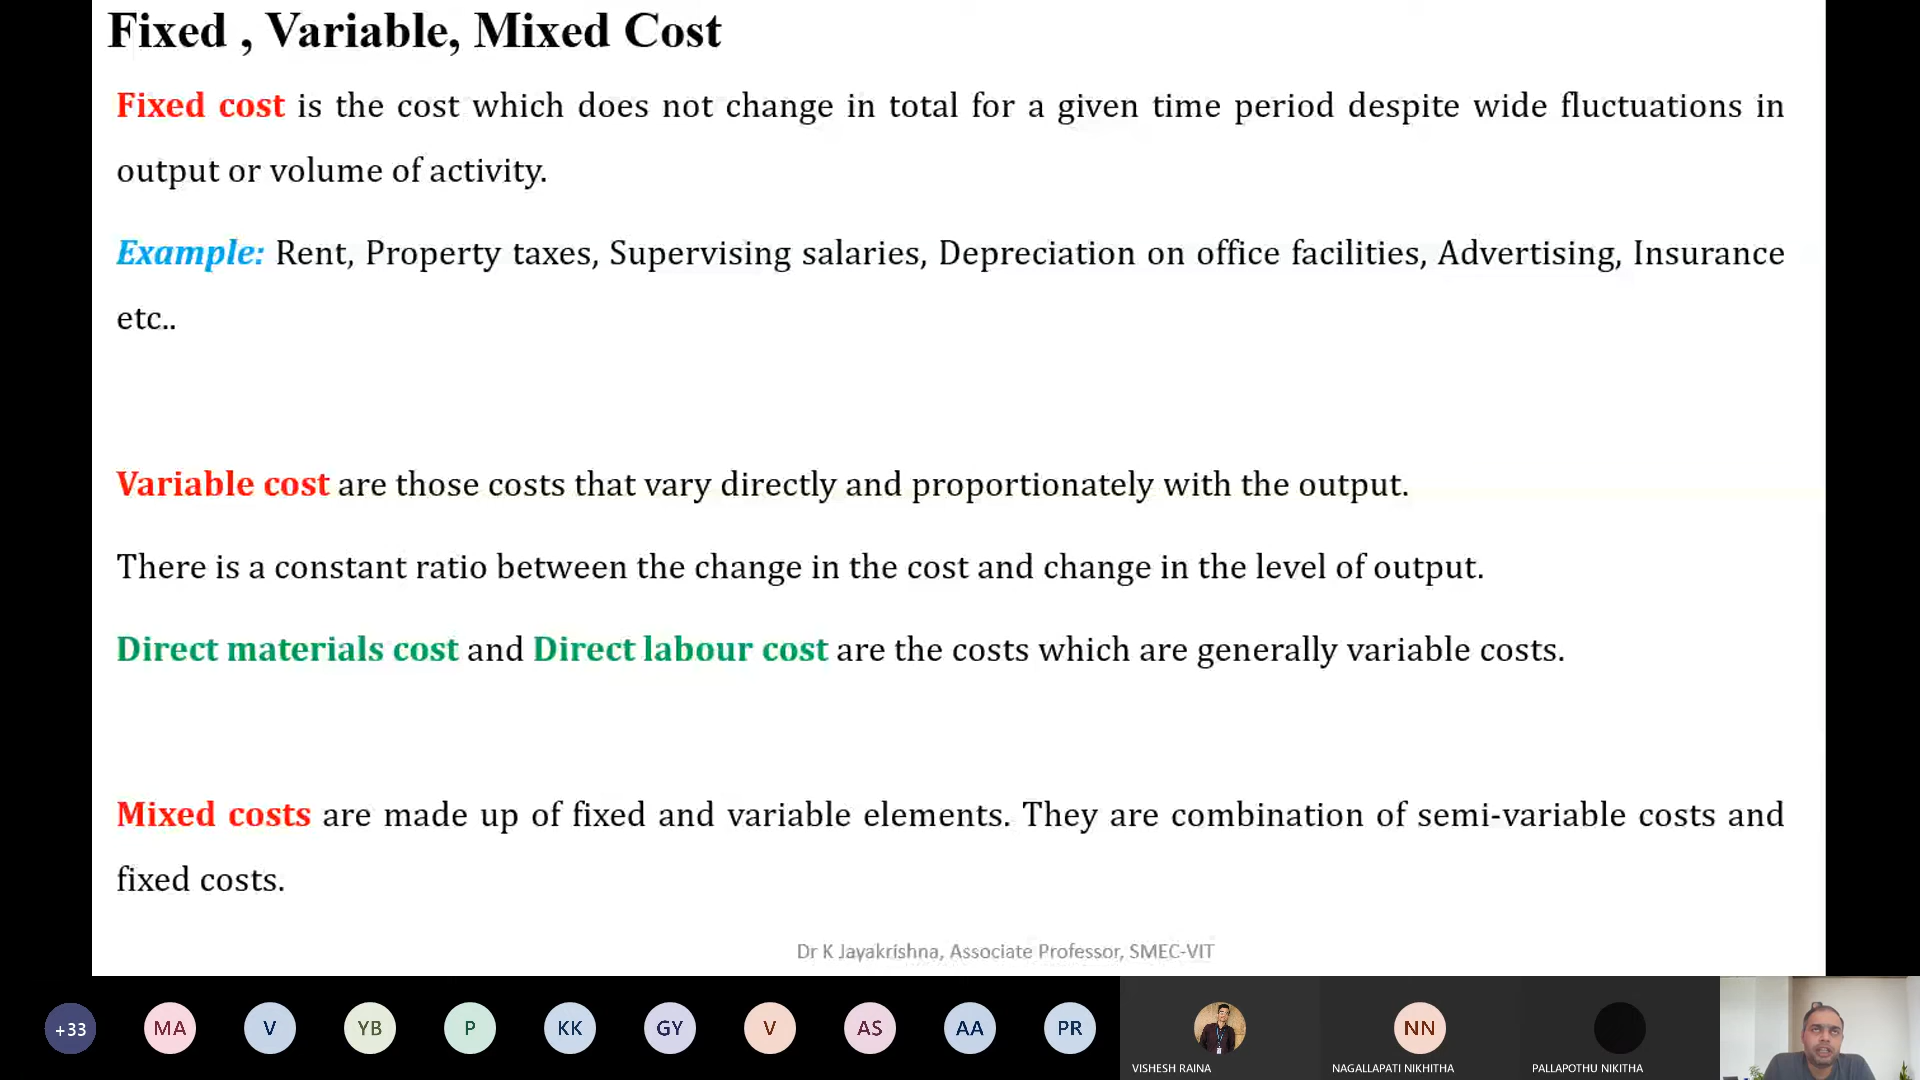 Fixed , Variable, Mixed Cost
Fixed cost is the cost which does not change in total for a given time period despite wide fluctuations in
output or volume of activity.
Example: Rent, Property taxes, Supervising salaries, Depreciation on office facilities, Advertising, Insurance
etc..
Variable cost are those costs that vary directly and proportionately with the output.
There is a constant ratio between the change in the cost and change in the level of output.
Direct materials cost and Direct labour cost are the costs which are generally variable costs.
Mixed costs are made up of fixed and variable elements. They are combination of semi-variable costs and
fixed costs.
Dr K Jayakrishna, Associate Professor, SMEC-VIT
+33 MA V YB P KK GY V AS AA PR NN
VISHESH RAINA NAGALLAPATI NIKHITHA PALLAPOTHU NIKITHA